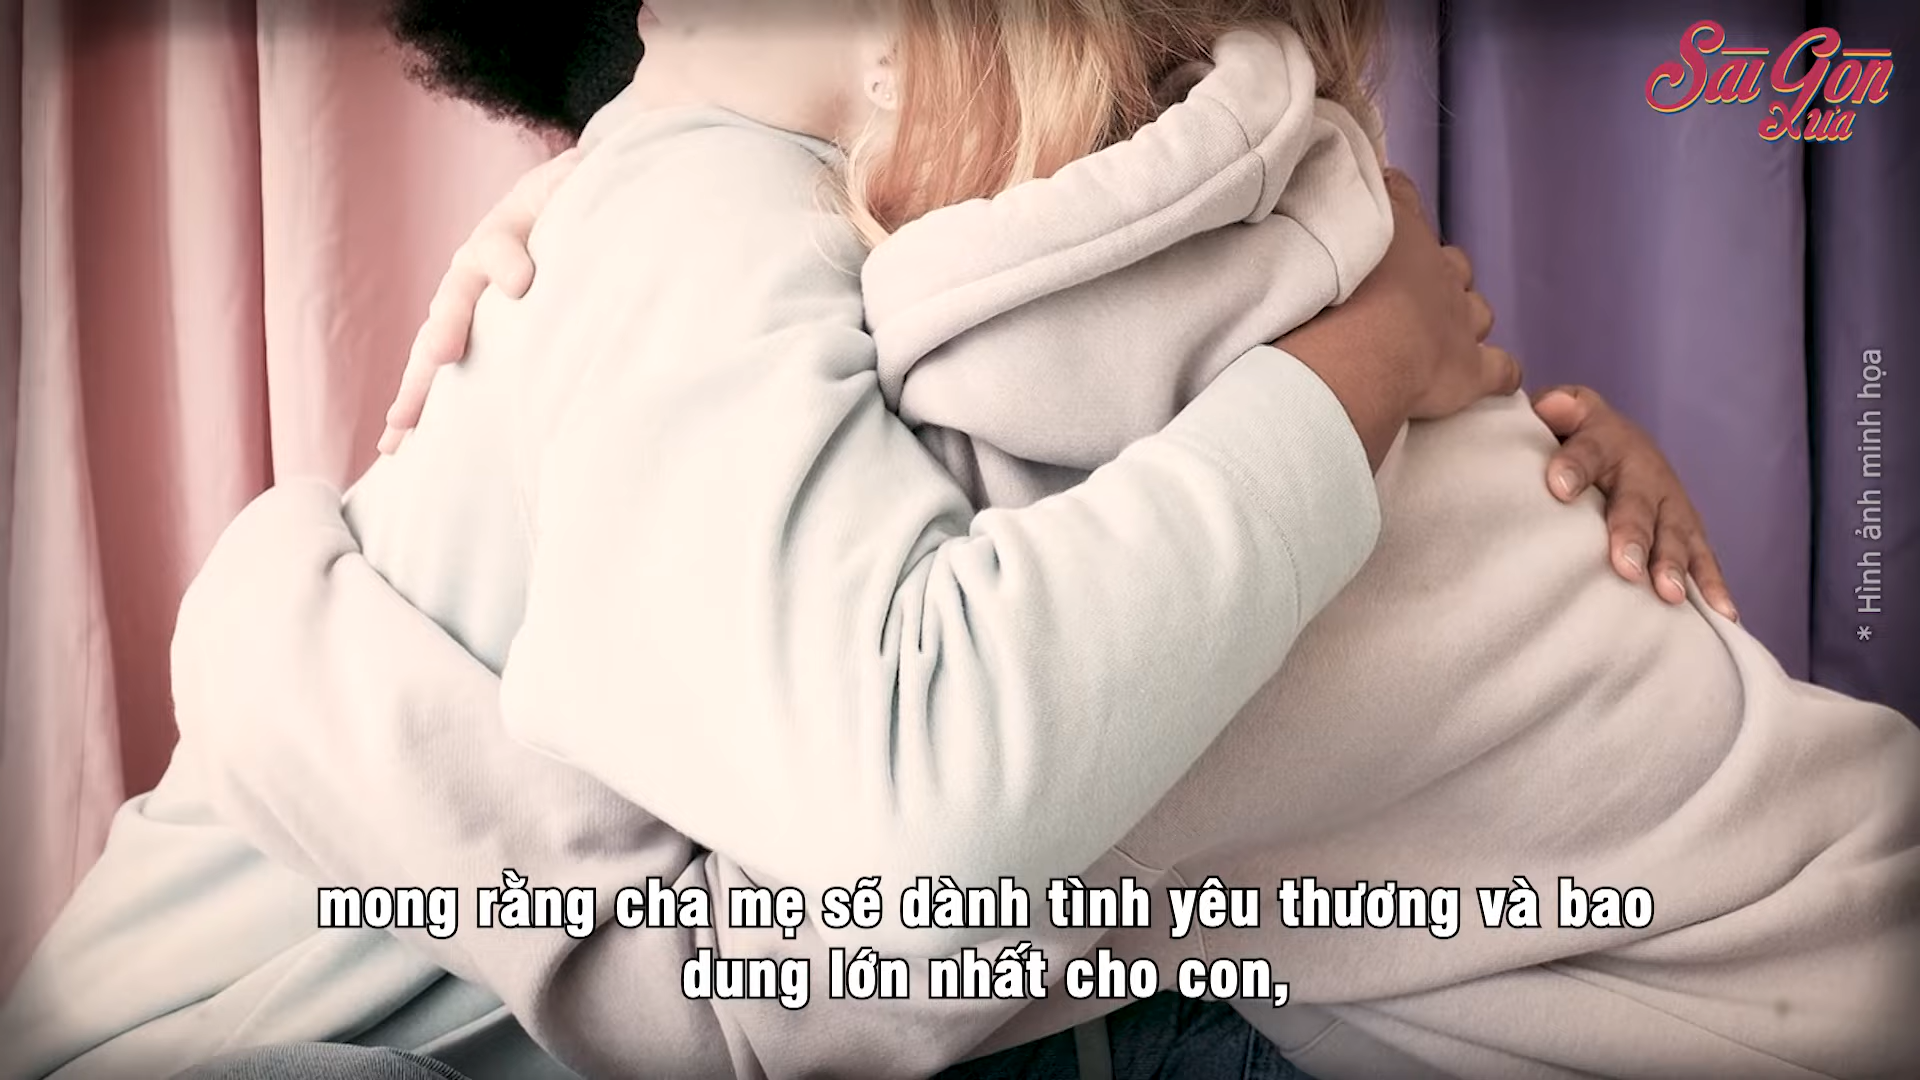 Sài Gòn
Xưa
* Hình ảnh minh họa
mong rằng cha mẹ sẽ dành tình yêu thương và bao
dung lớn nhất cho con,